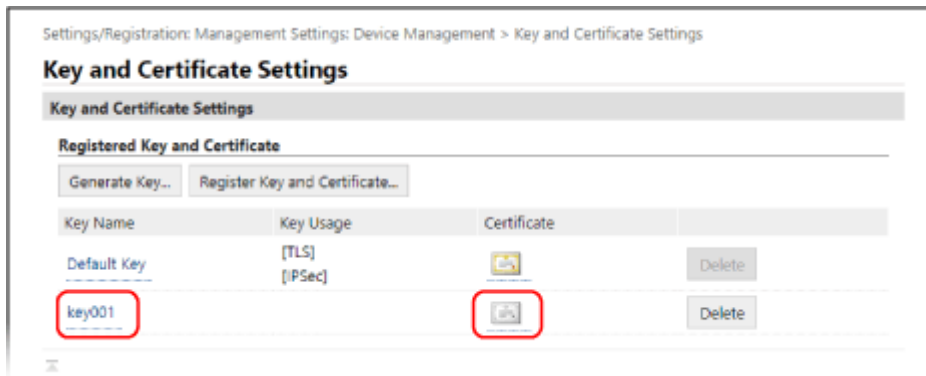 Settings/Registration: Management Settings: Device Management > Key and Certificate Settings
Key and Certificate Settings
Key and Certificate Settings
Registered Key and Certificate
Generate Key... Register Key and Certificate...
Key Name Key Usage Certificate
Default Key [TLS] Delete
[IPSec]
key001 Delete